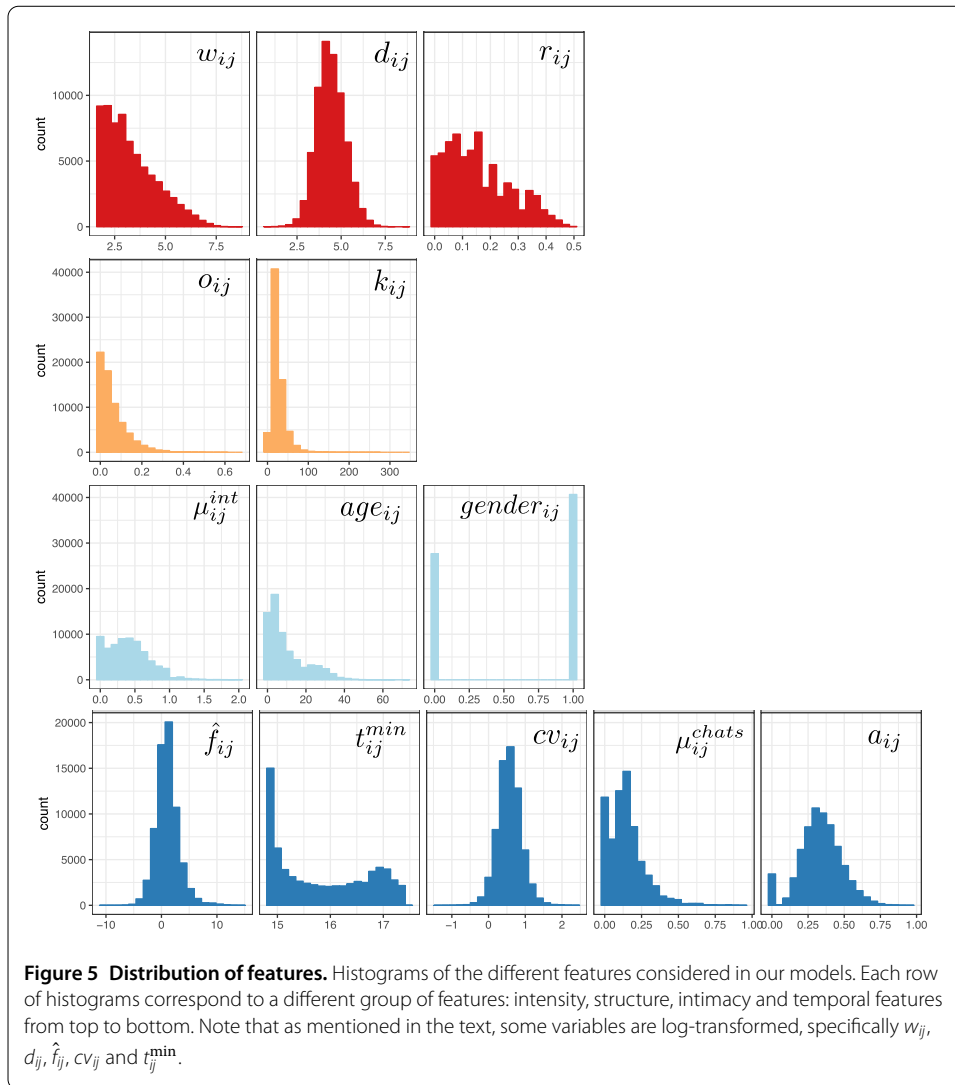 w_ij d_ij r_ij
count
10000
5000
0
2.5 5.0 7.5 2.5 5.0 7.5 0.0 0.1 0.2 0.3 0.4 0.5
o_ij k_ij
count
40000
30000
20000
10000
0
0.0 0.2 0.4 0.6 0 100 200 300
μ_ij^int age_ij gender_ij
count
40000
30000
20000
10000
0
0.0 0.5 1.0 1.5 2.0 0 20 40 60 0.00 0.25 0.50 0.75 1.00
f̂_ij t_ij^min cv_ij μ_ij^chats a_ij
count
20000
15000
10000
5000
0
−10 0 10 15 16 17 −1 0 1 2 0.00 0.25 0.50 0.75 1.00 0.00 0.25 0.50 0.75 1.00
Figure 5 Distribution of features. Histograms of the different features considered in our models. Each row
of histograms correspond to a different group of features: intensity, structure, intimacy and temporal features
from top to bottom. Note that as mentioned in the text, some variables are log-transformed, specifically w_ij,
d_ij, f̂_ij, cv_ij and t_ij^min.